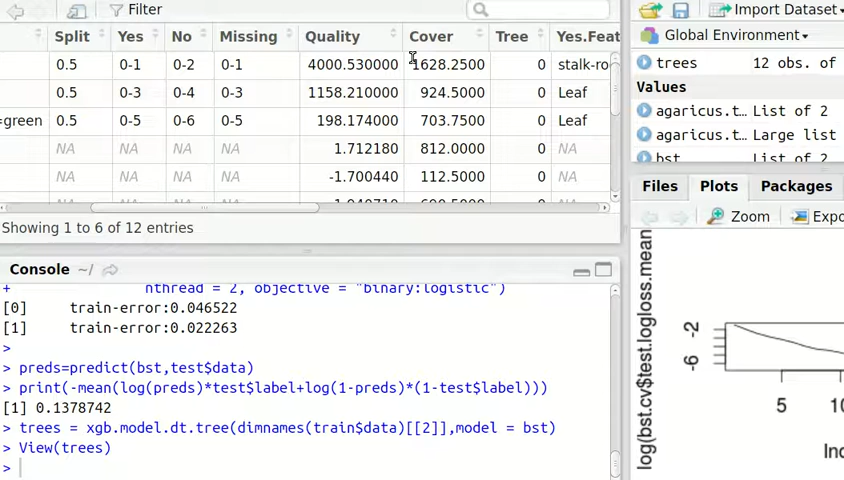 Filter
Split Yes No Missing Quality Cover Tree Yes.Feat
0.5 0-1 0-2 0-1 4000.530000 1628.2500 0 stalk-ro
0.5 0-3 0-4 0-3 1158.210000 924.5000 0 Leaf
=green 0.5 0-5 0-6 0-5 198.174000 703.7500 0 Leaf
NA NA NA NA 1.712180 812.0000 0 NA
NA NA NA NA -1.700440 112.5000 0 NA
Showing 1 to 6 of 12 entries
Console ~/
+ nthread = 2, objective = "binary:logistic")
[0] train-error:0.046522
[1] train-error:0.022263
>
> preds=predict(bst,test$data)
> print(-mean(log(preds)*test$label+log(1-preds)*(1-test$label)))
[1] 0.1378742
> trees = xgb.model.dt.tree(dimnames(train$data)[[2]],model = bst)
> View(trees)
>
Import Dataset
Global Environment
trees 12 obs. of
Values
agaricus.t… List of 2
agaricus.t… Large list
bst List of 2
Files Plots Packages
Zoom Expo
log(bst.cv$test.logloss.mean
-2
-6
5 10
Inc